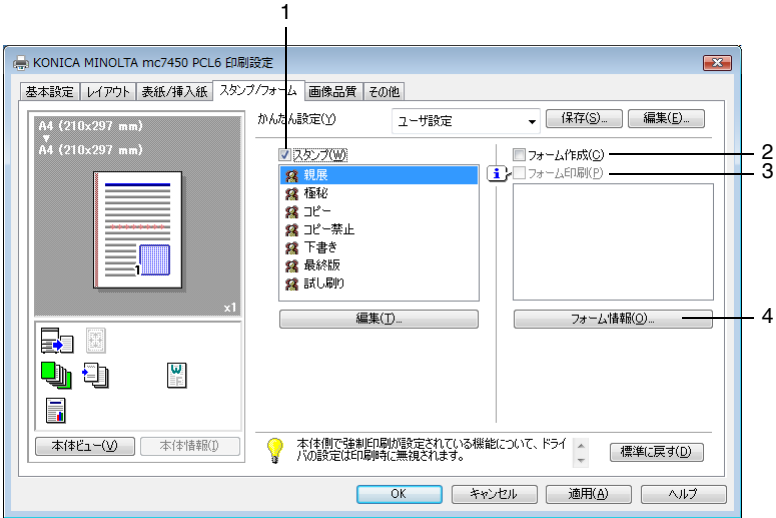 1
KONICA MINOLTA mc7450 PCL6 印刷設定
基本設定 レイアウト 表紙/挿入紙 スタンプ/フォーム 画像品質 その他
A4 (210x297 mm)
A4 (210x297 mm)
1
x1
本体ビュー(V) 本体情報(I)
かんたん設定(Y) ユーザ設定 保存(S)... 編集(E)...
スタンプ(W)
親展
極秘
コピー
コピー禁止
下書き
最終版
試し刷り
編集(T)...
フォーム作成(C) 2
フォーム印刷(P) 3
フォーム情報(O)... 4
本体側で強制印刷が設定されている機能について、ドライ
バの設定は印刷時に無視されます。
標準に戻す(D)
OK キャンセル 適用(A) ヘルプ